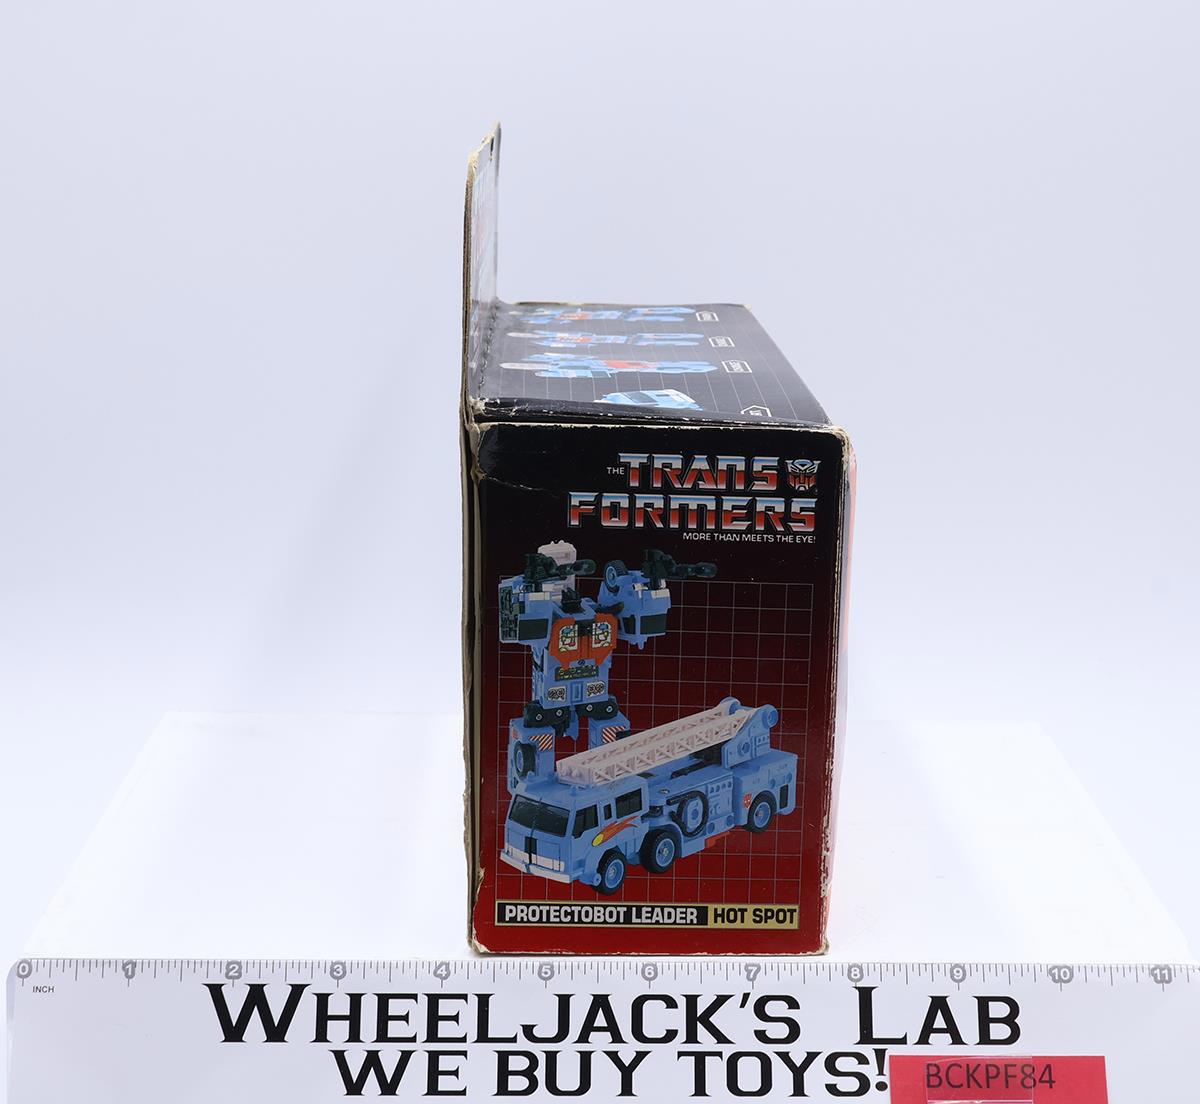 THE TRANS
FORMERS
MORE THAN MEETS THE EYE!
PROTECTOBOT LEADER HOT SPOT
0 1 2 3 4 5 6 7 8 9 10 11
INCH
WHEELJACK'S LAB
WE BUY TOYS!
BCKPF84